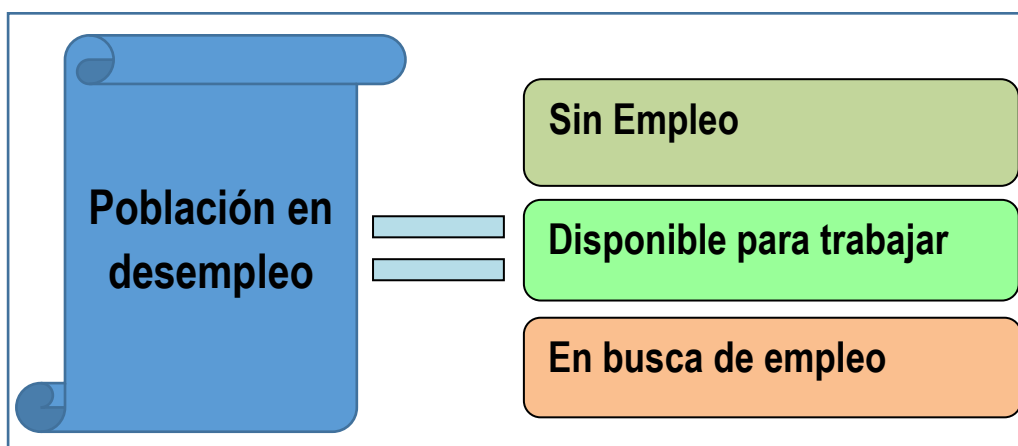 Población en
desempleo
Sin Empleo
Disponible para trabajar
En busca de empleo